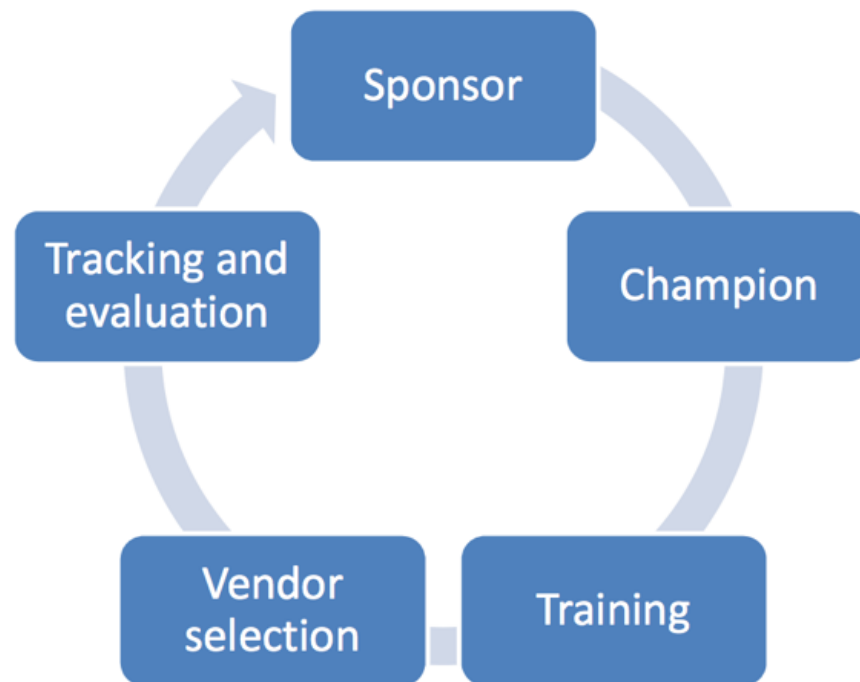 Sponsor
Champion
Training
Vendor
selection
Tracking and
evaluation